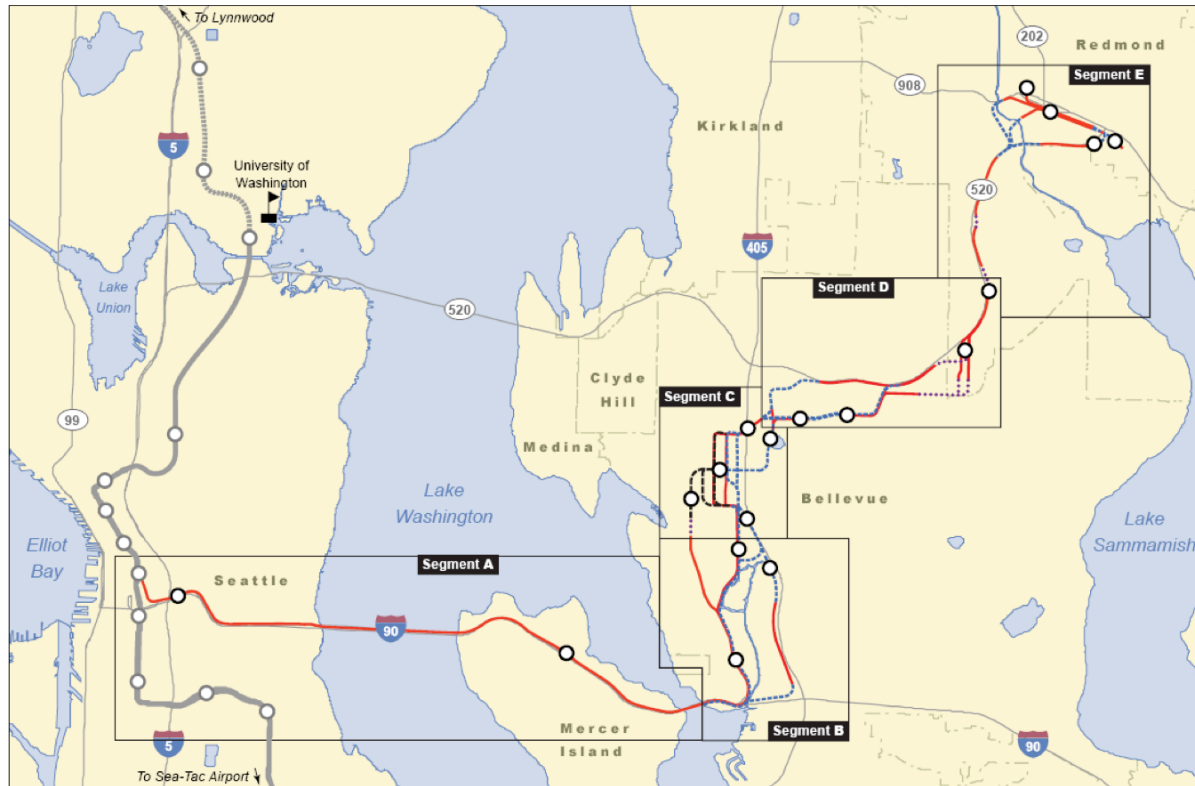 To Lynnwood
202
Redmond
Segment E
908
Kirkland
5
University of
Washington
520
405
Lake
Union
Segment D
520
Clyde
Hill
Segment C
99
Medina
Lake
Washington
Bellevue
Elliot
Bay
Lake
Sammamish
Segment A
Seattle
90
Mercer
Island
Segment B
5
90
To Sea-Tac Airport